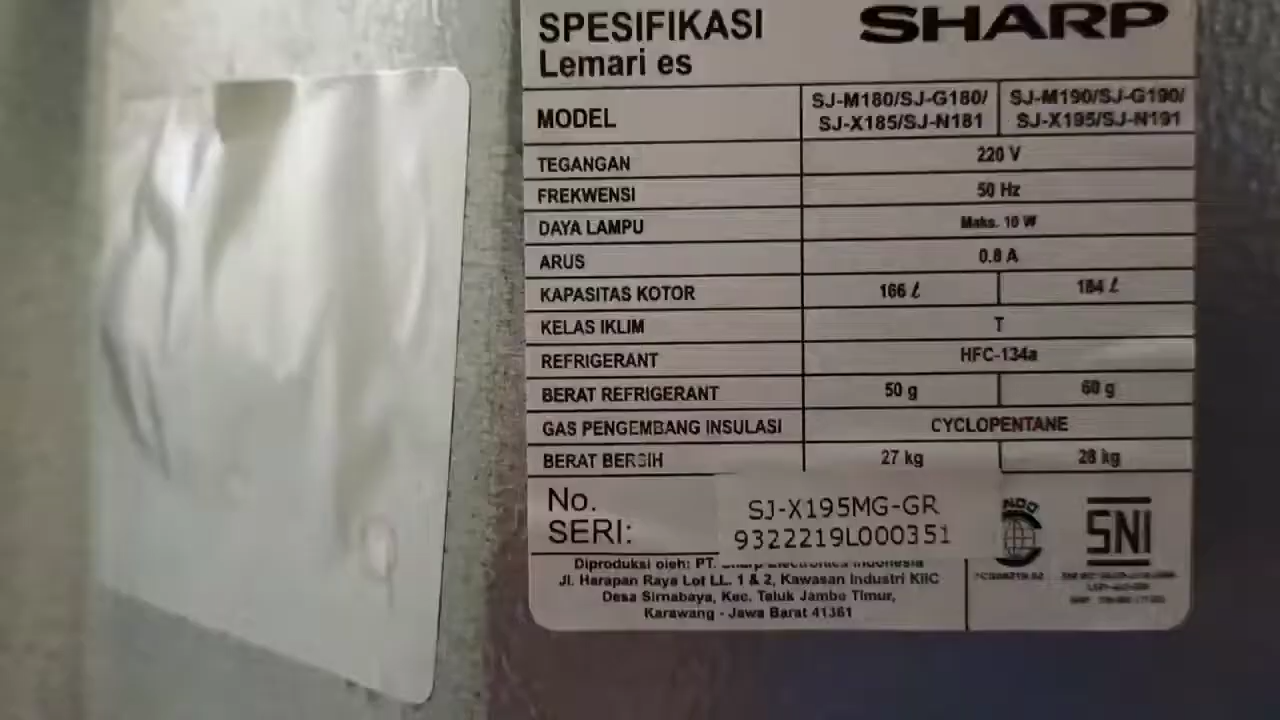 SPESIFIKASI SHARP
Lemari es
MODEL SJ-M180/SJ-G180/ SJ-M190/SJ-G190/
SJ-X185/SJ-N181 SJ-X195/SJ-N191
TEGANGAN 220 V
FREKWENSI 50 Hz
DAYA LAMPU Maks. 10 W
ARUS 0.8 A
KAPASITAS KOTOR 166 ℓ 184 ℓ
KELAS IKLIM T
REFRIGERANT HFC-134a
BERAT REFRIGERANT 50 g 60 g
GAS PENGEMBANG INSULASI CYCLOPENTANE
BERAT BERSIH 27 kg 28 kg
No. SJ-X195MG-GR
SERI: 9322219L000351
SNI
Diproduksi oleh: PT. Sharp Electronics Indonesia
Jl. Harapan Raya Lot LL. 1 & 2, Kawasan Industri KIIC
Desa Sirnabaya, Kec. Teluk Jambe Timur,
Karawang - Jawa Barat 41361